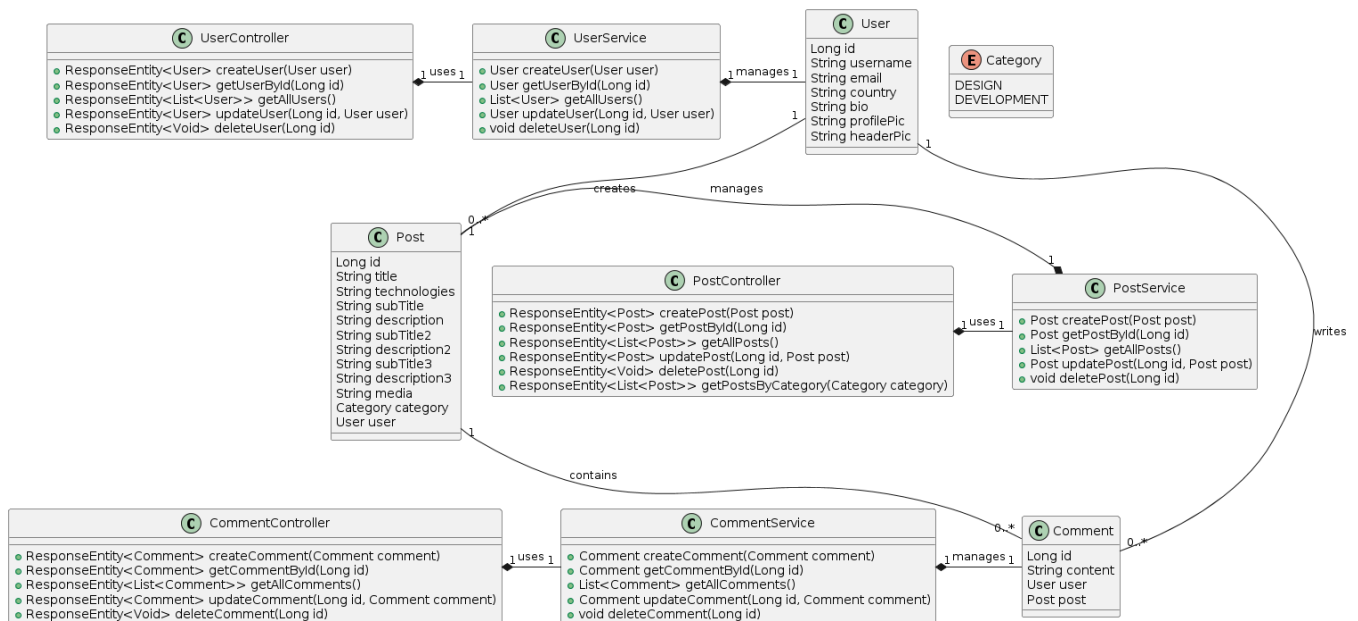 UserController
ResponseEntity<User> createUser(User user)
ResponseEntity<User> getUserById(Long id)
ResponseEntity<List<User>> getAllUsers()
ResponseEntity<User> updateUser(Long id, User user)
ResponseEntity<Void> deleteUser(Long id)
1 uses 1
UserService
User createUser(User user)
User getUserById(Long id)
List<User> getAllUsers()
User updateUser(Long id, User user)
void deleteUser(Long id)
1 manages 1
User
Long id
String username
String email
String country
String bio
String profilePic
String headerPic
E Category
DESIGN
DEVELOPMENT
1
1
creates
manages
0..*
1
1
writes
C Post
Long id
String title
String technologies
String subTitle
String description
String subTitle2
String description2
String subTitle3
String description3
String media
Category category
User user
C PostController
ResponseEntity<Post> createPost(Post post)
ResponseEntity<Post> getPostById(Long id)
ResponseEntity<List<Post>> getAllPosts()
ResponseEntity<Post> updatePost(Long id, Post post)
ResponseEntity<Void> deletePost(Long id)
ResponseEntity<List<Post>> getPostsByCategory(Category category)
1 uses 1
C PostService
Post createPost(Post post)
Post getPostById(Long id)
List<Post> getAllPosts()
Post updatePost(Long id, Post post)
void deletePost(Long id)
1
contains
0..*
0..*
C CommentController
ResponseEntity<Comment> createComment(Comment comment)
ResponseEntity<Comment> getCommentById(Long id)
ResponseEntity<List<Comment>> getAllComments()
ResponseEntity<Comment> updateComment(Long id, Comment comment)
ResponseEntity<Void> deleteComment(Long id)
1 uses 1
C CommentService
Comment createComment(Comment comment)
Comment getCommentById(Long id)
List<Comment> getAllComments()
Comment updateComment(Long id, Comment comment)
void deleteComment(Long id)
1 manages 1
C Comment
Long id
String content
User user
Post post